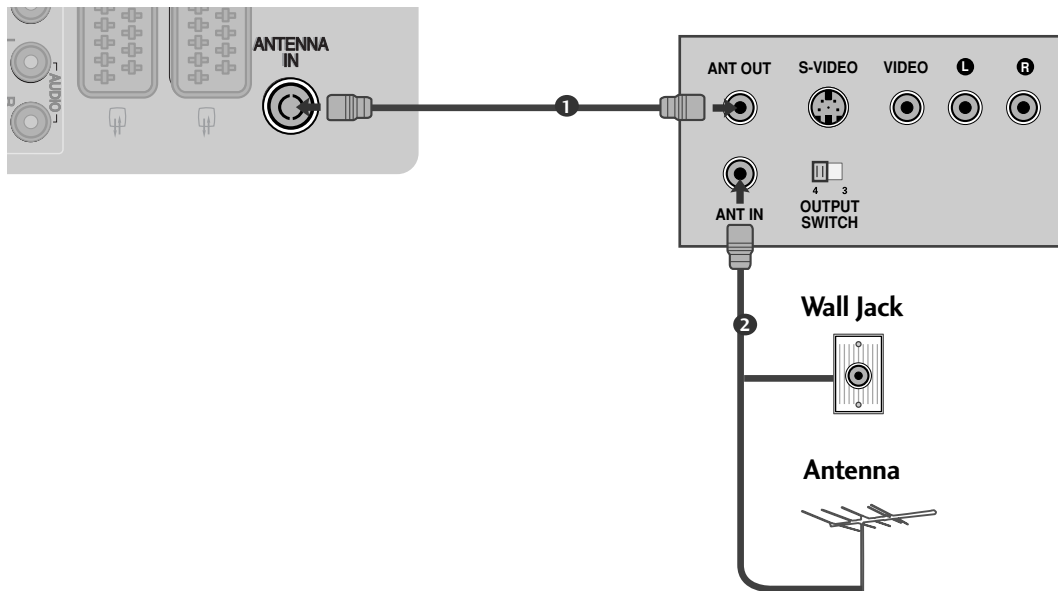 ANTENNA
IN
AUDIO
R
1
ANT OUT
S-VIDEO
VIDEO
L
R
4
3
ANT IN
OUTPUT
SWITCH
2
Wall Jack
Antenna